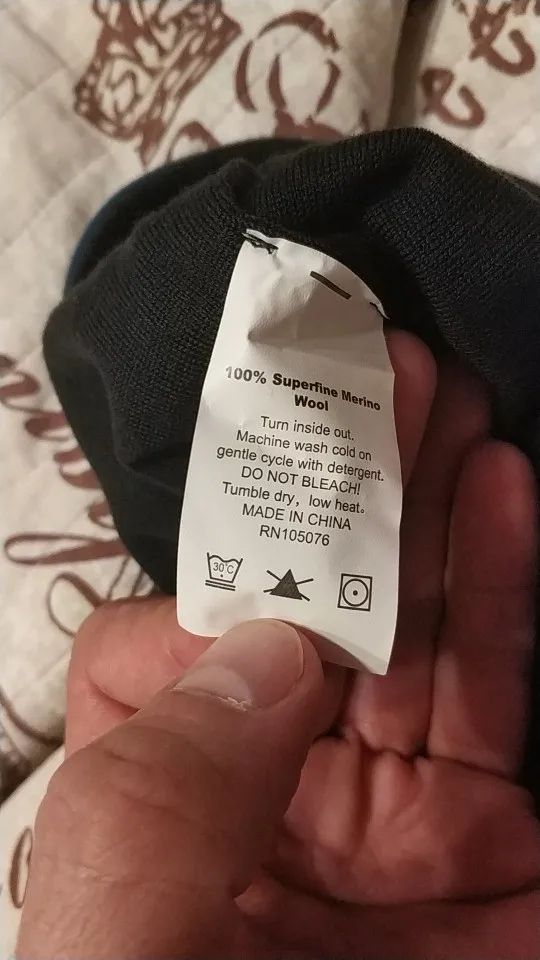 100% Superfine Merino
Wool
Turn inside out.
Machine wash cold on
gentle cycle with detergent.
DO NOT BLEACH!
Tumble dry, low heat。
MADE IN CHINA
RN105076
30°C